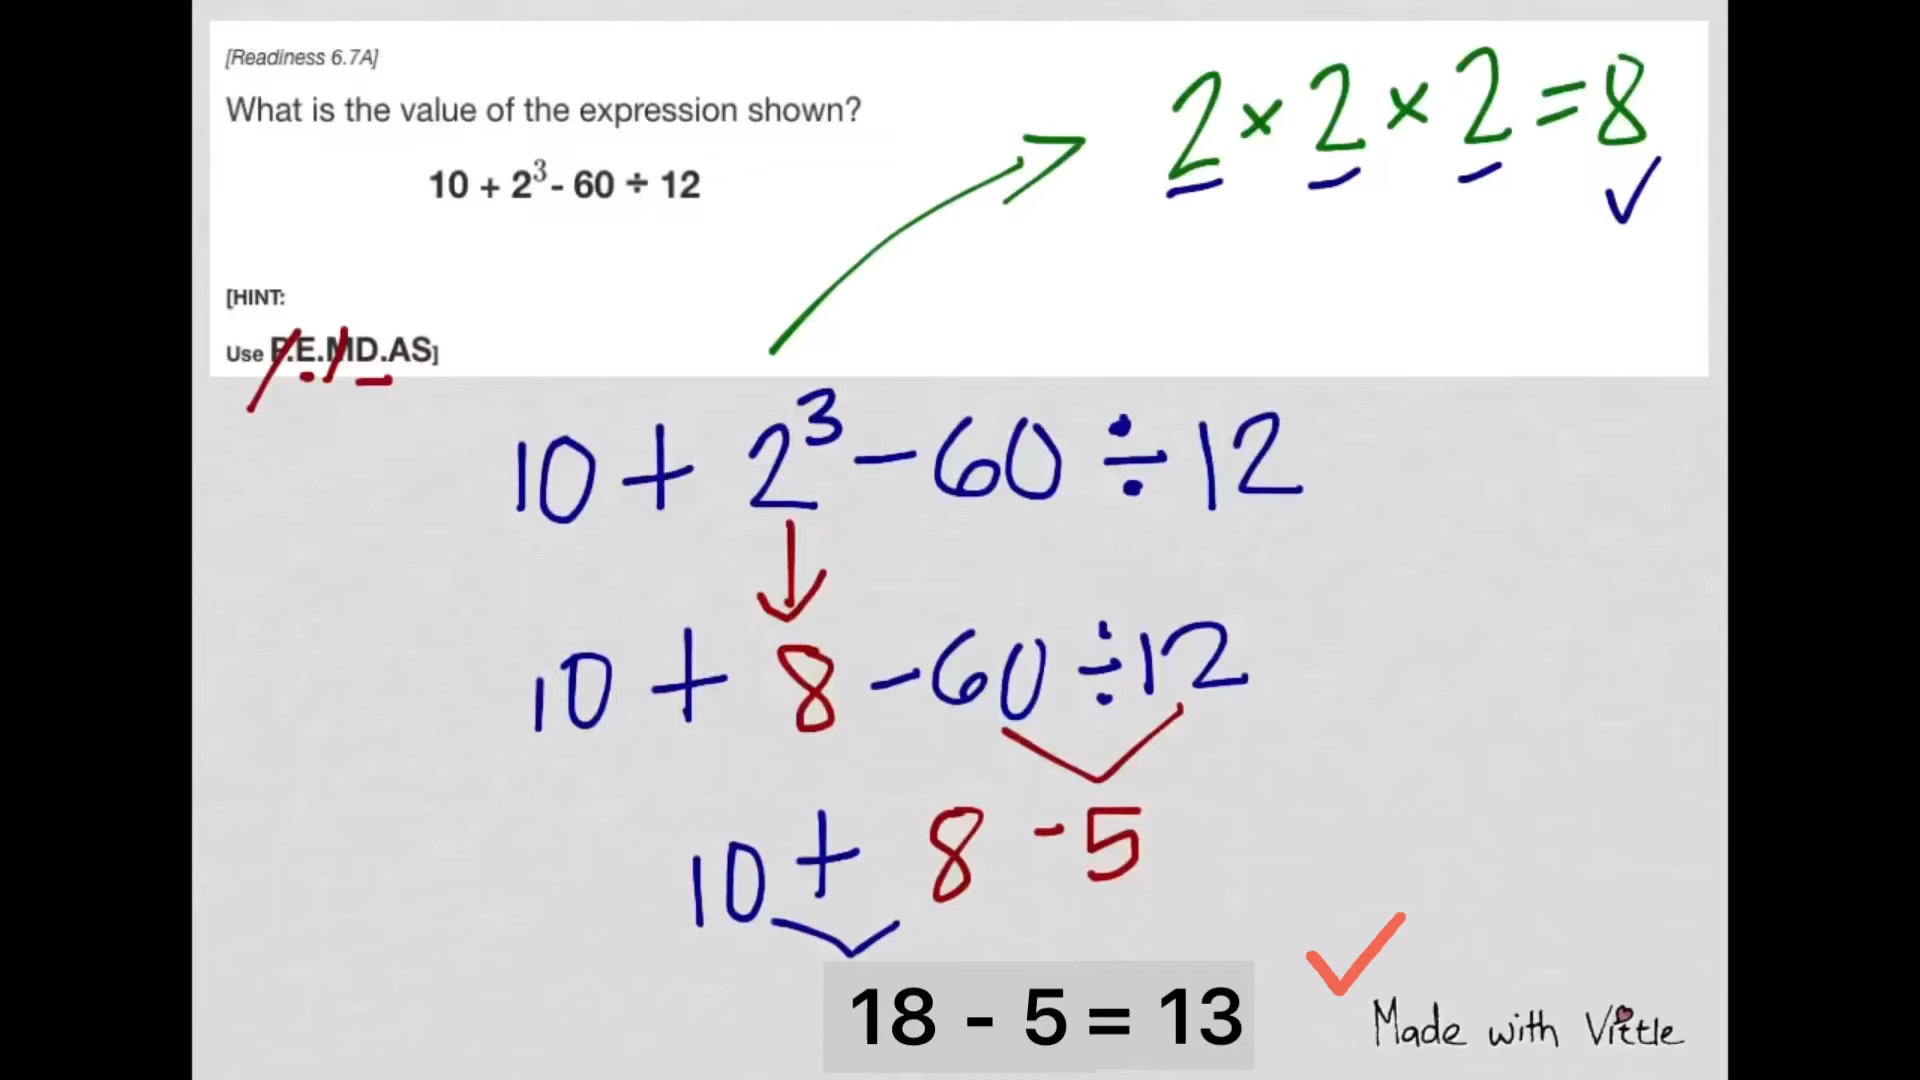 [Readiness 6.7A]
What is the value of the expression shown?
10 + 2³ - 60 ÷ 12
2 × 2 × 2 = 8
[HINT:
Use P.E.MD.AS]
10 + 2³ - 60 ÷ 12
10 + 8 - 60 ÷ 12
10 + 8 - 5
18 - 5 = 13
Made with Vittle